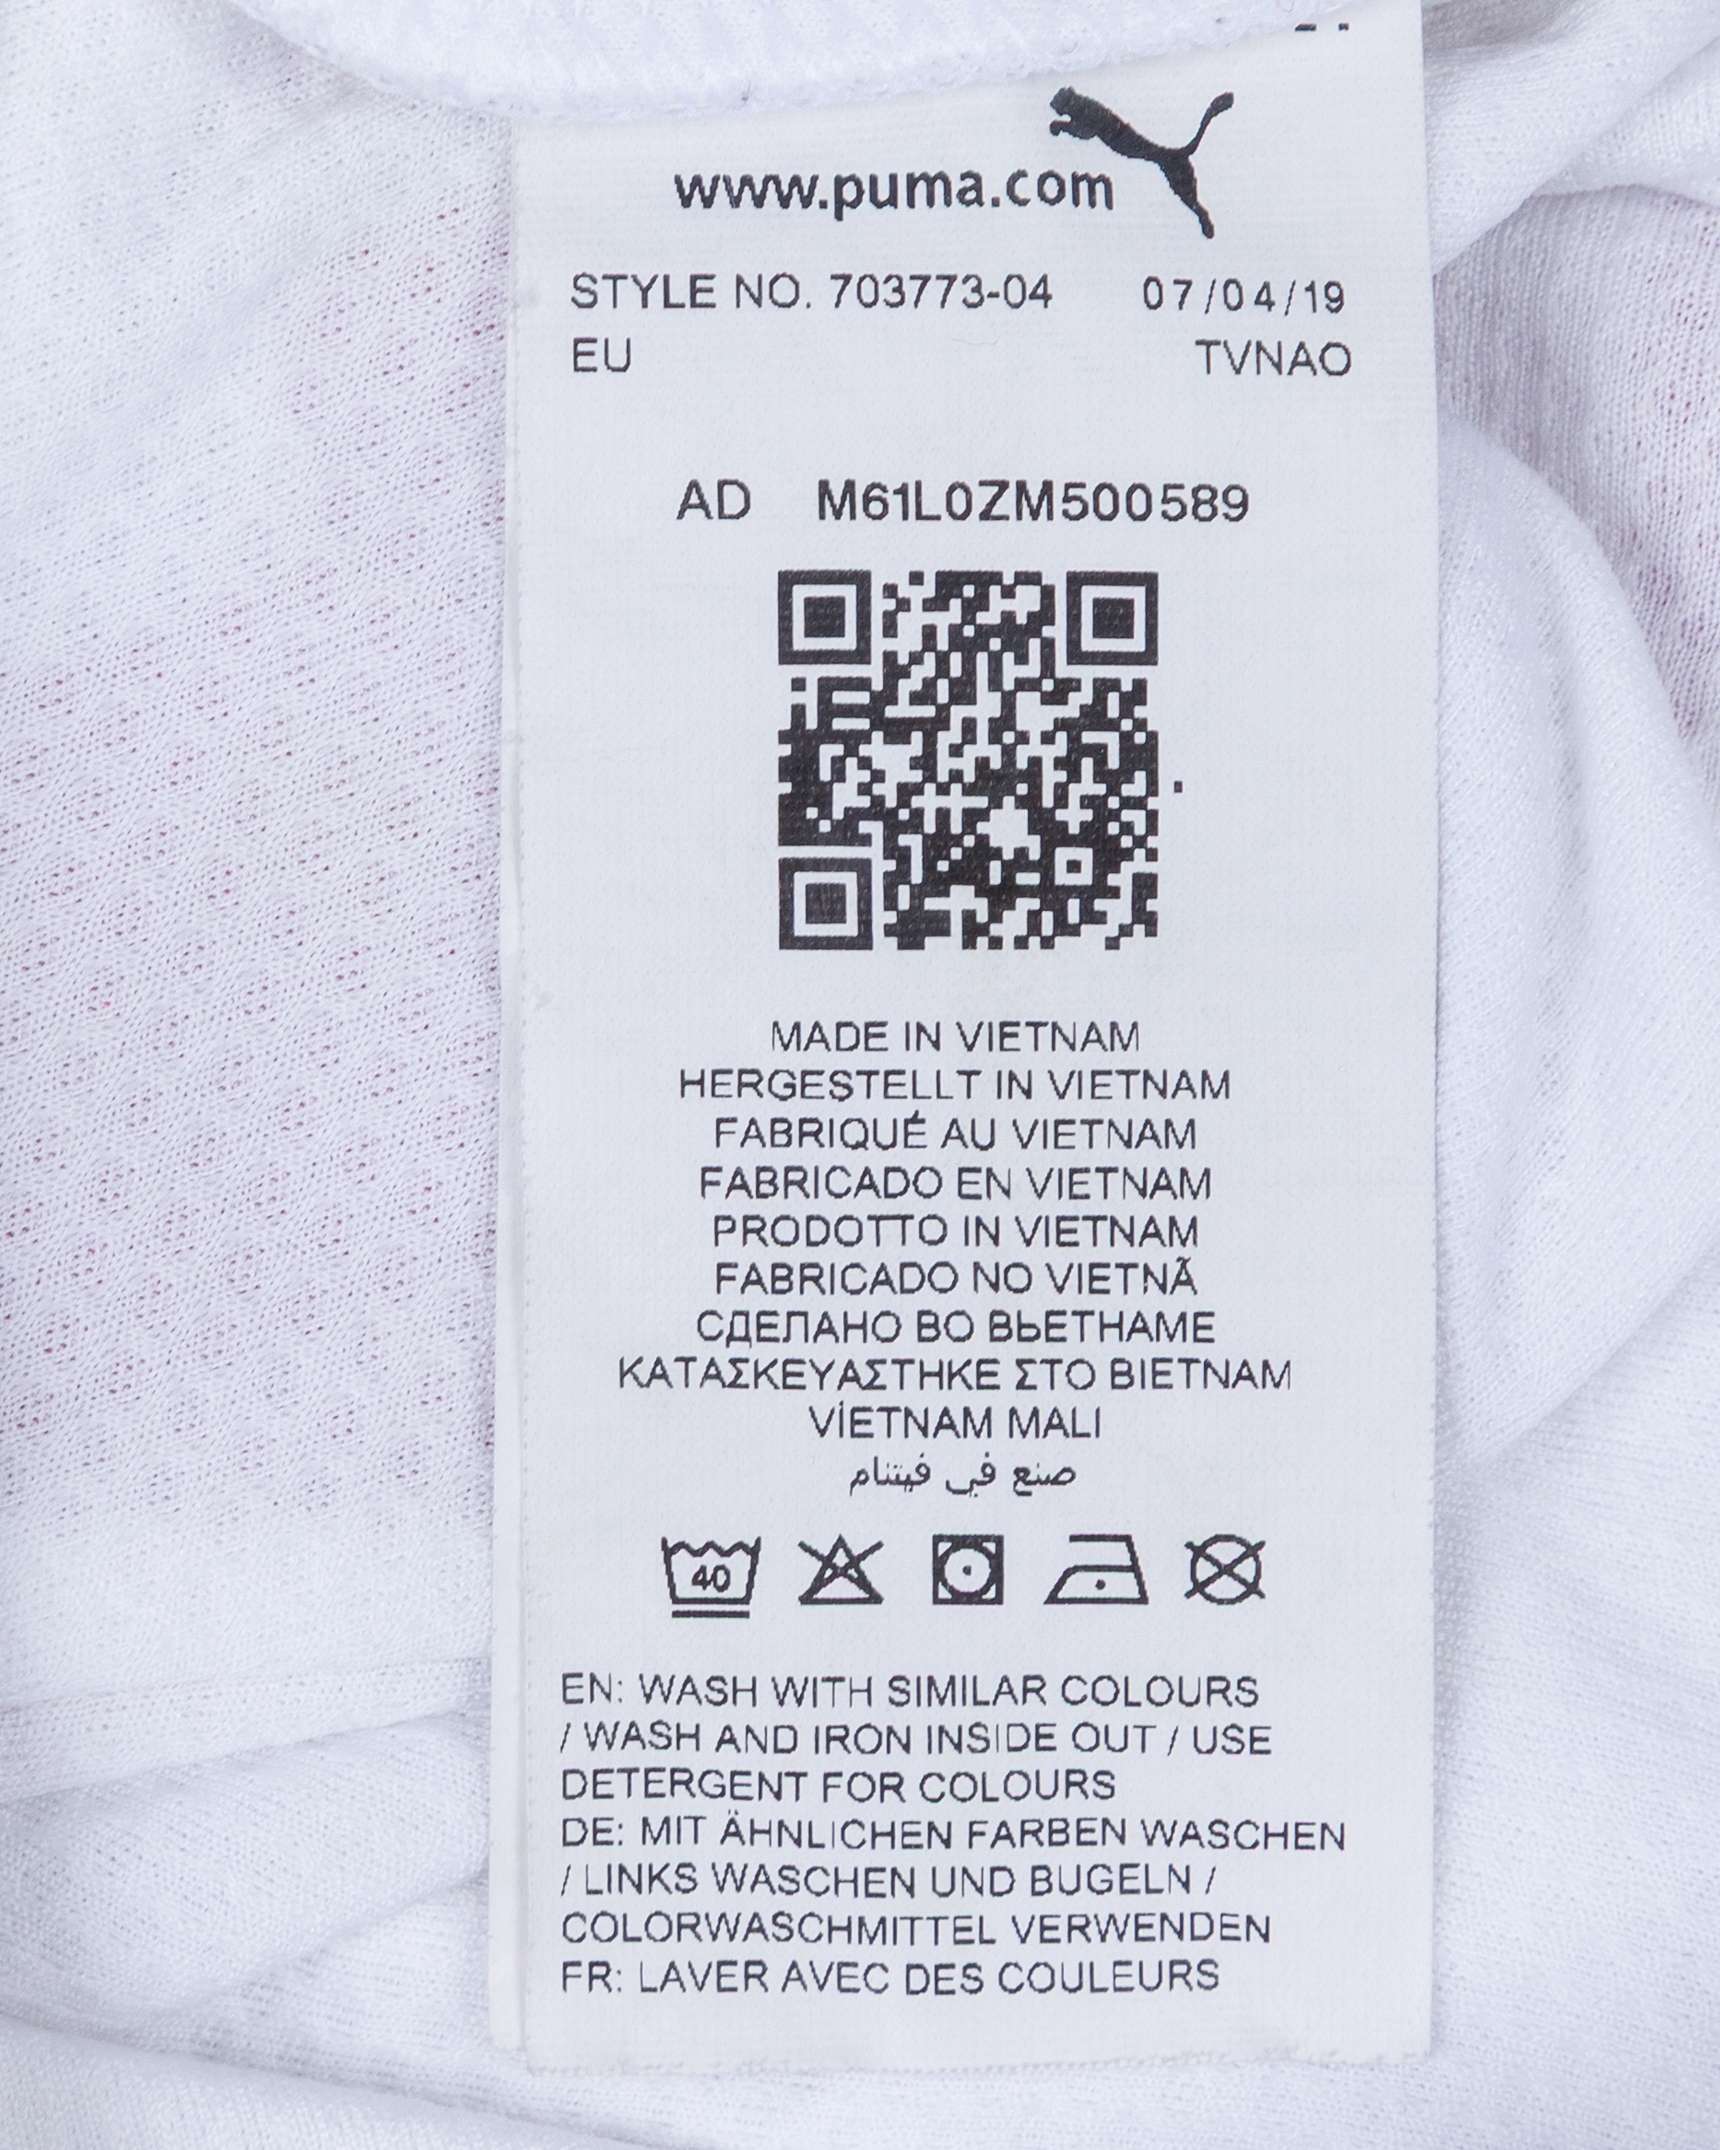 www.puma.com
STYLE NO. 703773-04 07/04/19
EU TVNAO
AD M61L0ZM500589
MADE IN VIETNAM
HERGESTELLT IN VIETNAM
FABRIQUÉ AU VIETNAM
FABRICADO EN VIETNAM
PRODOTTO IN VIETNAM
FABRICADO NO VIETNÃ
СДЕЛАНО ВО ВЬЕТНАМЕ
ΚΑΤΑΣΚΕΥΑΣΤΗΚΕ ΣΤΟ ΒΙΕΤΝΑΜ
VİETNAM MALI
صنع في فيتنام
40
EN: WASH WITH SIMILAR COLOURS
/ WASH AND IRON INSIDE OUT / USE
DETERGENT FOR COLOURS
DE: MIT ÄHNLICHEN FARBEN WASCHEN
/ LINKS WASCHEN UND BUGELN /
COLORWASCHMITTEL VERWENDEN
FR: LAVER AVEC DES COULEURS